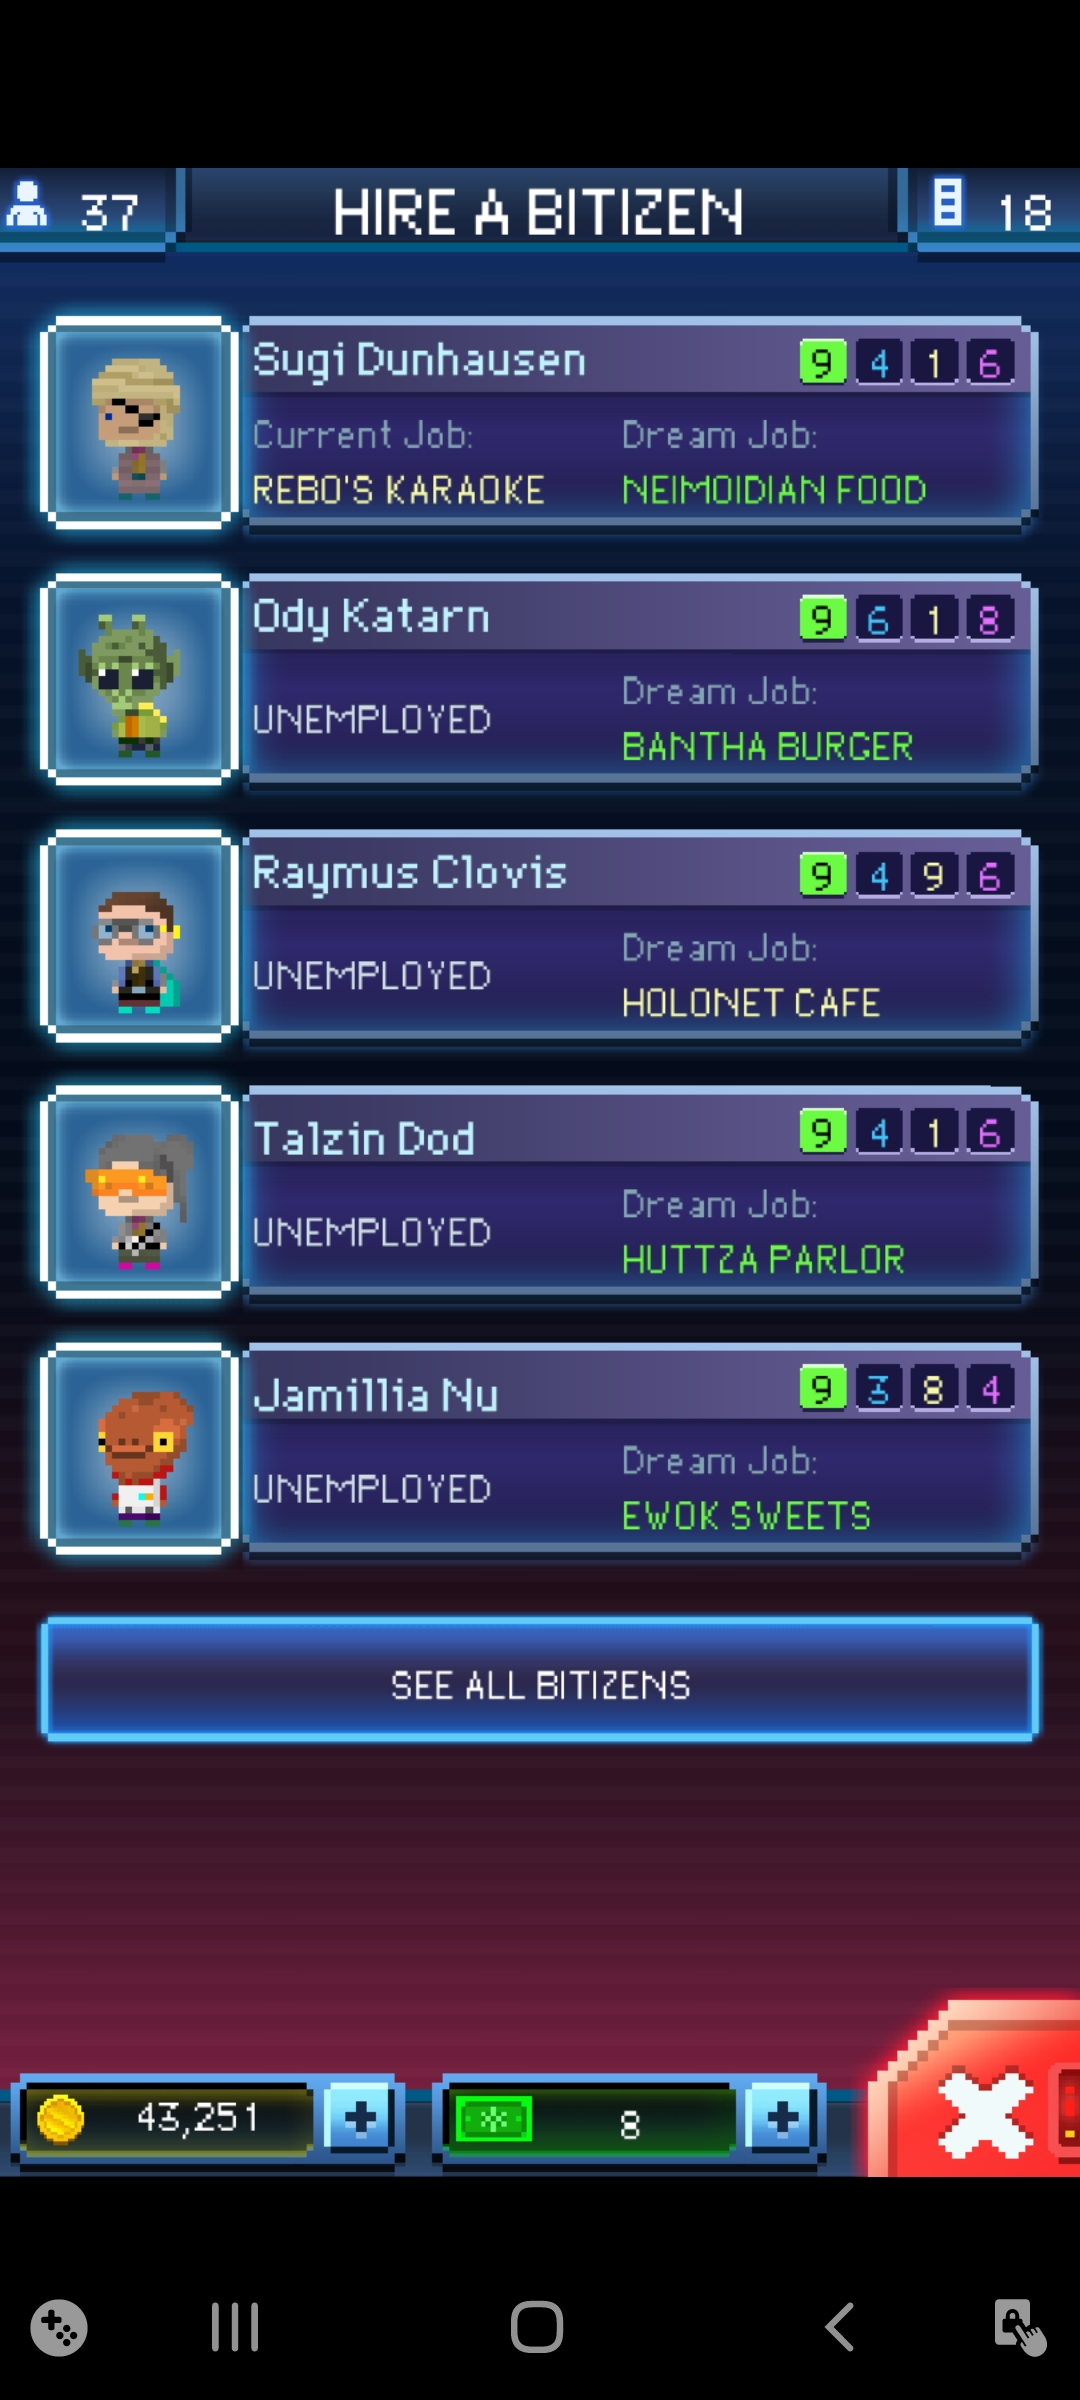 37
HIRE A BITIZEN
18
Sugi Dunhausen 9 4 1 6
Current Job: Dream Job:
REBO'S KARAOKE NEIMOIDIAN FOOD
Ody Katarn 9 6 1 8
Dream Job:
UNEMPLOYED
BANTHA BURGER
Raymus Clovis 9 4 9 6
Dream Job:
UNEMPLOYED
HOLONET CAFE
Talzin Dod 9 4 1 6
Dream Job:
UNEMPLOYED
HUTTZA PARLOR
Jamillia Nu 9 3 8 4
Dream Job:
UNEMPLOYED
EWOK SWEETS
SEE ALL BITIZENS
43,251 + 8 +